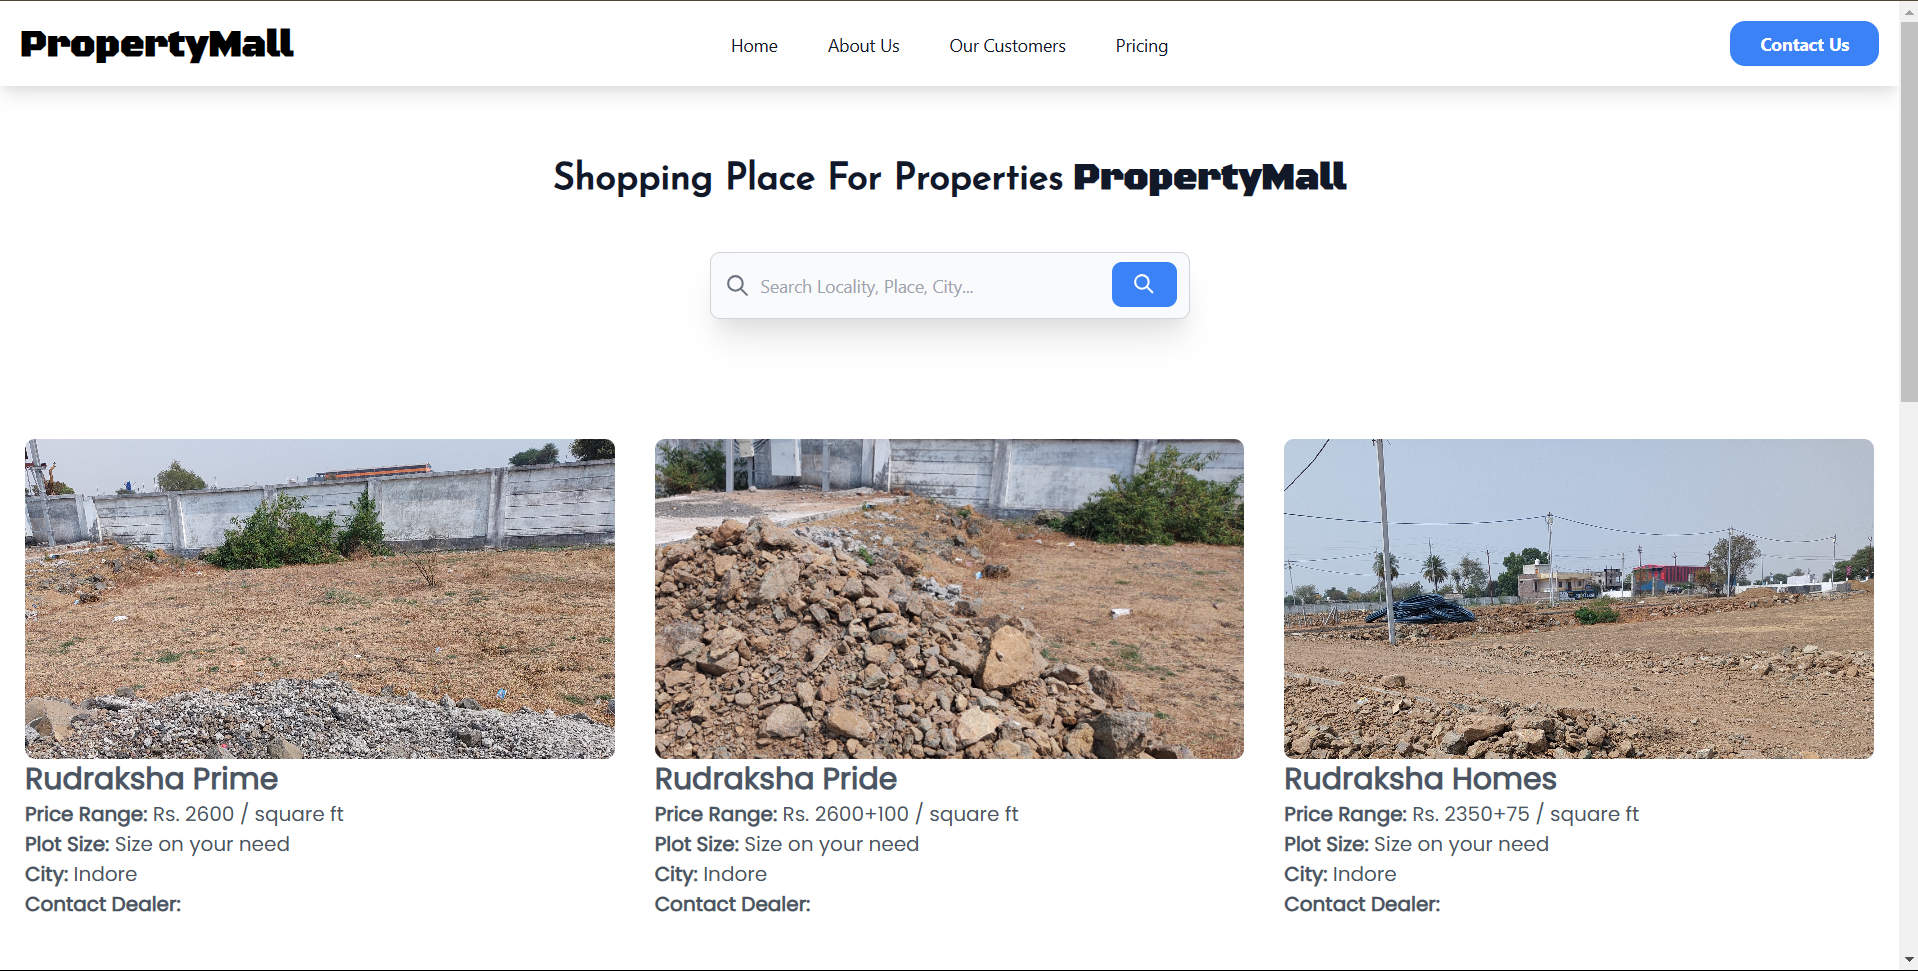 PropertyMall
Home
About Us
Our Customers
Pricing
Contact Us
Shopping Place For Properties PropertyMall
Search Locality, Place, City...
Rudraksha Prime
Price Range: Rs. 2600 / square ft
Plot Size: Size on your need
City: Indore
Contact Dealer:
Rudraksha Pride
Price Range: Rs. 2600+100 / square ft
Plot Size: Size on your need
City: Indore
Contact Dealer:
Rudraksha Homes
Price Range: Rs. 2350+75 / square ft
Plot Size: Size on your need
City: Indore
Contact Dealer: